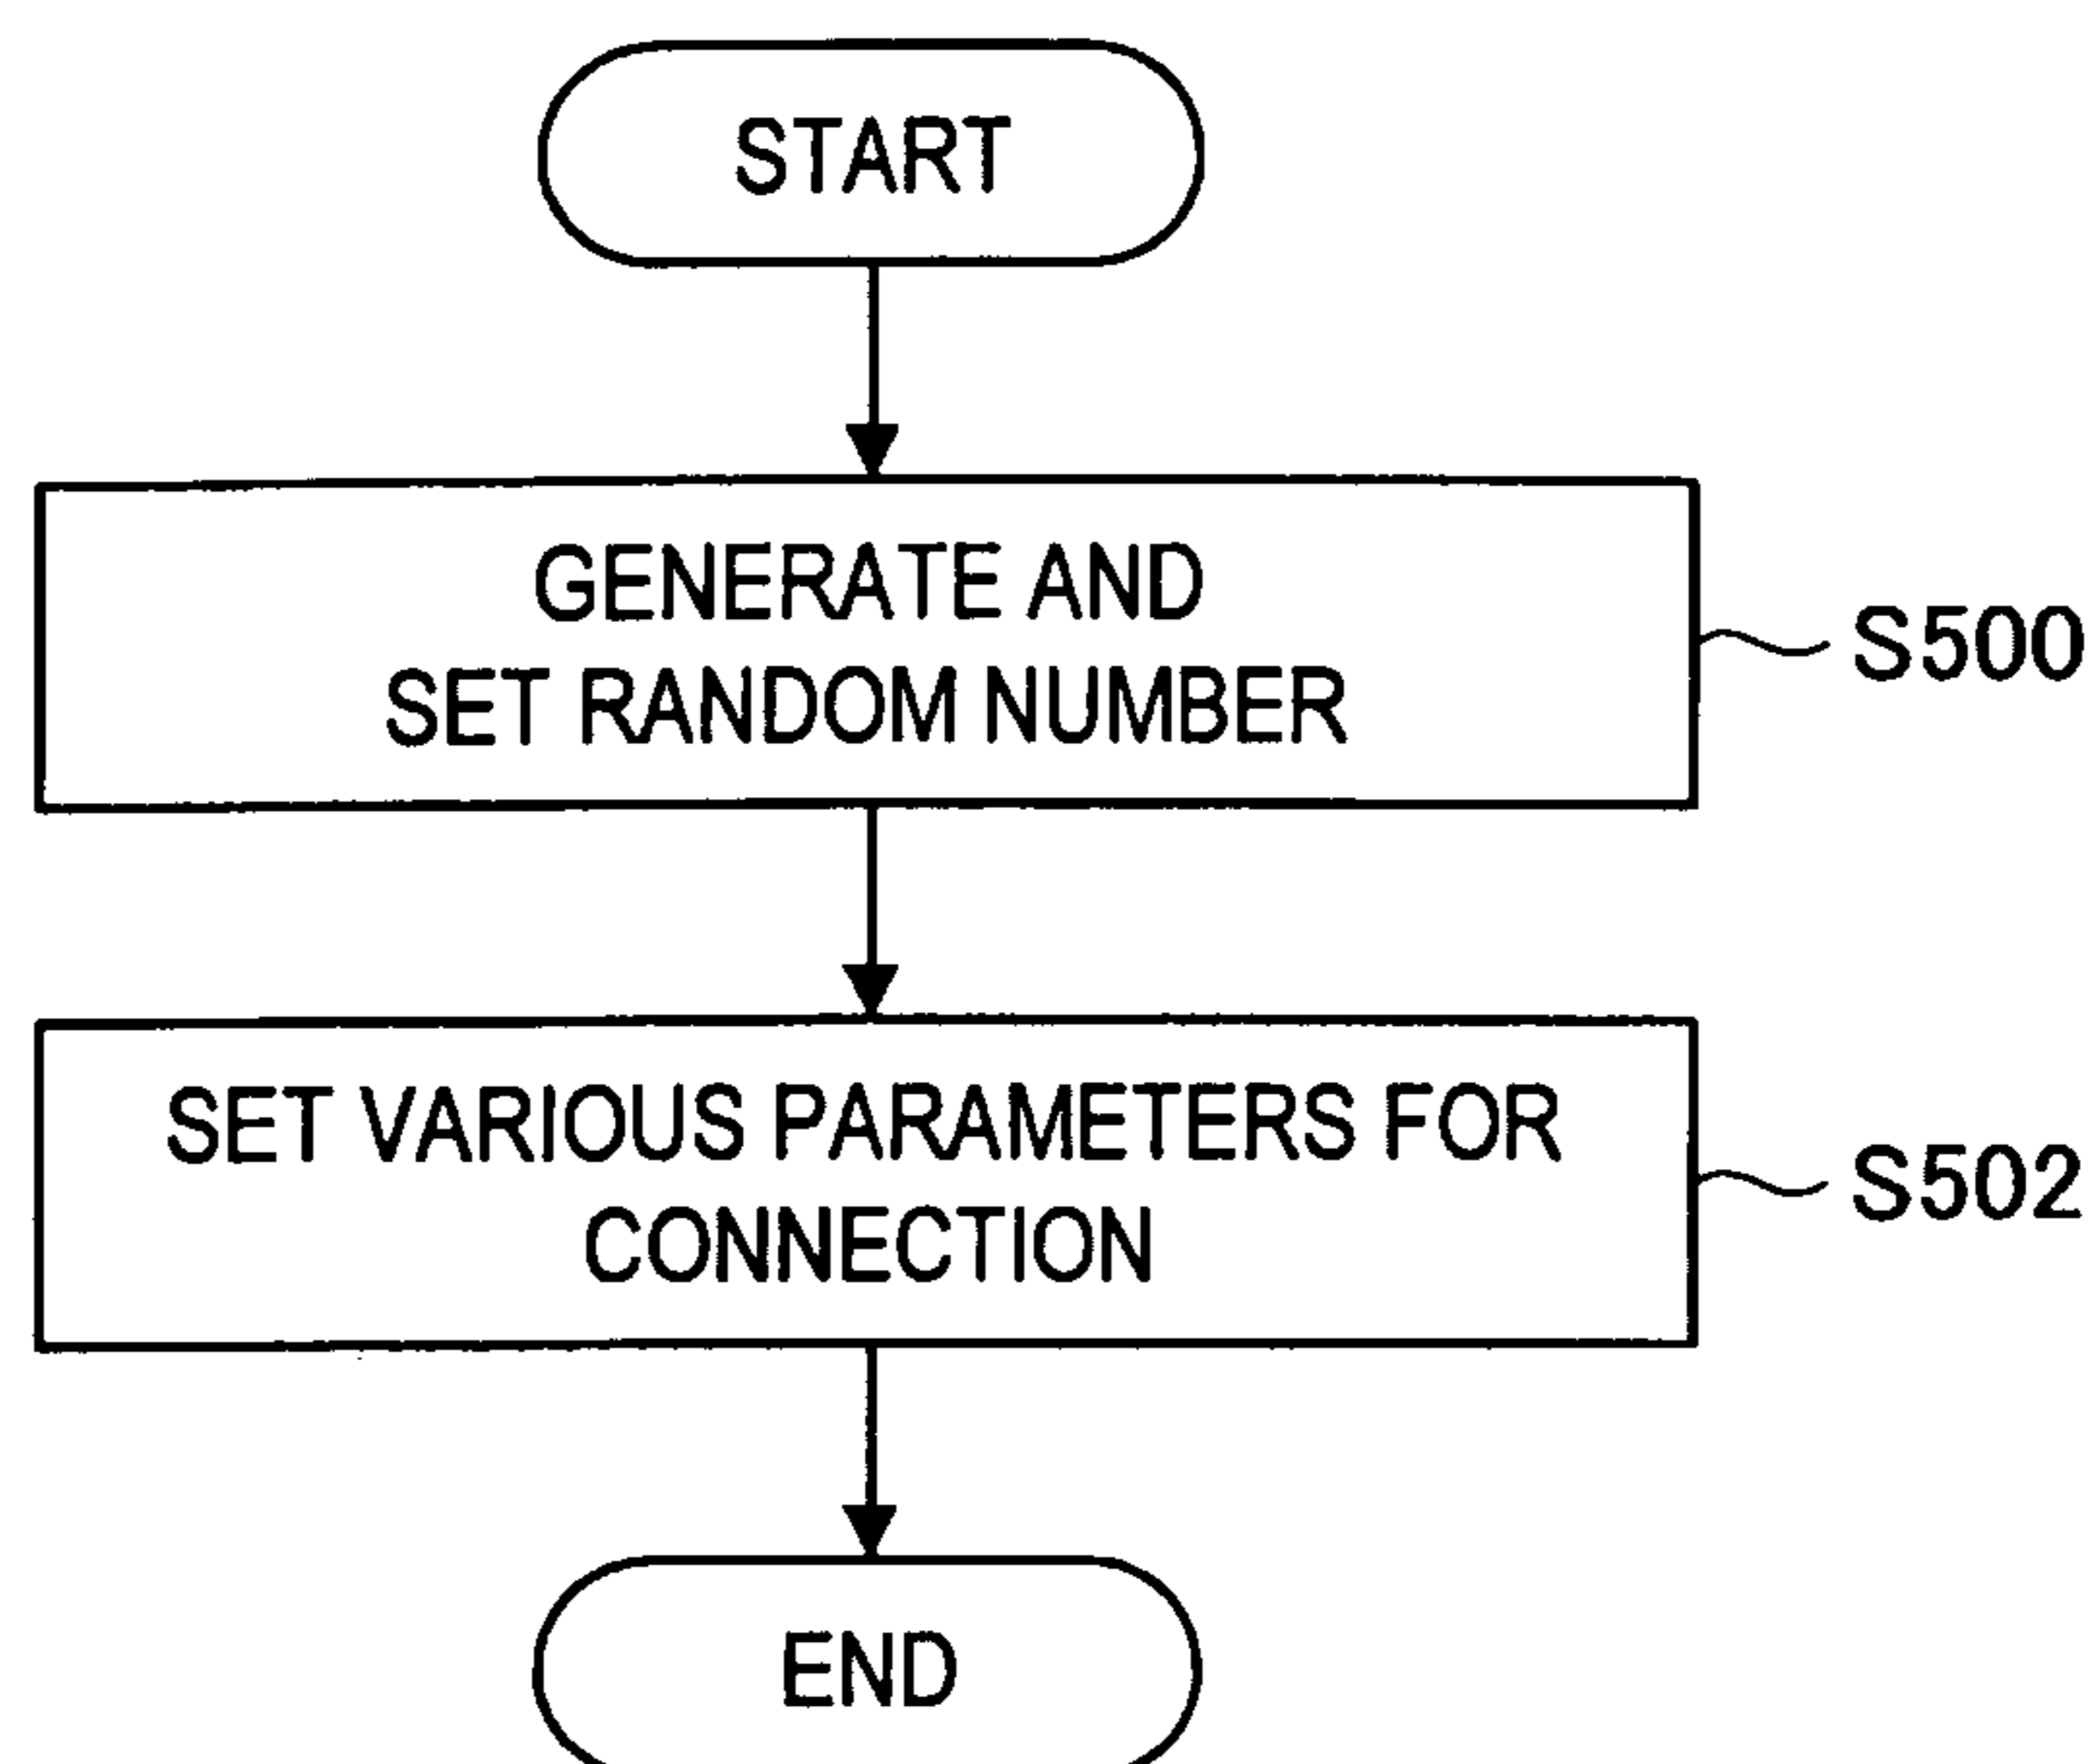 START
GENERATE AND
SET RANDOM NUMBER
S500
SET VARIOUS PARAMETERS FOR
CONNECTION
S502
END